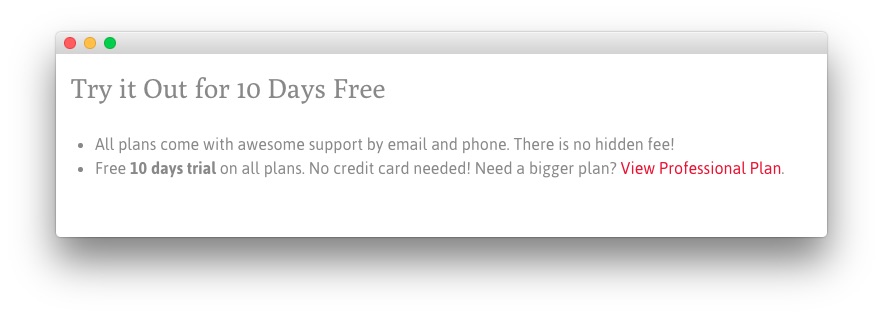 Try it Out for 10 Days Free
All plans come with awesome support by email and phone. There is no hidden fee!
Free 10 days trial on all plans. No credit card needed! Need a bigger plan? View Professional Plan.